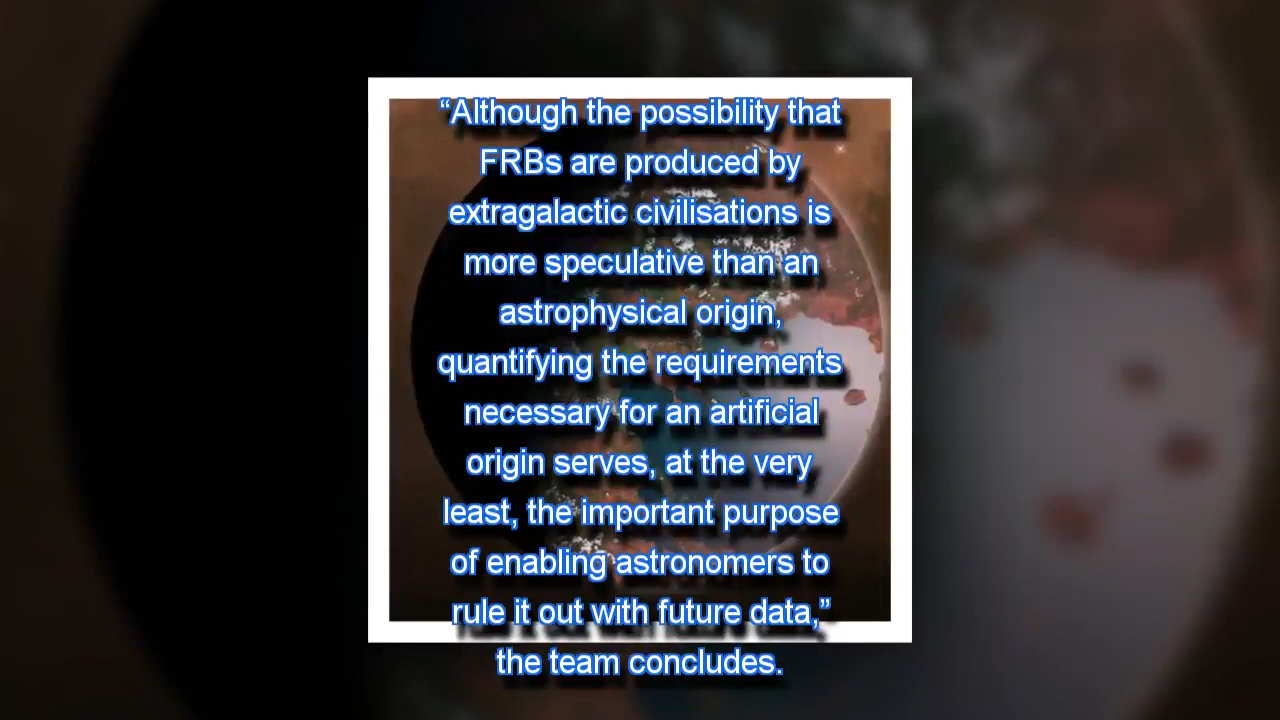 “Although the possibility that
FRBs are produced by
extragalactic civilisations is
more speculative than an
astrophysical origin,
quantifying the requirements
necessary for an artificial
origin serves, at the very
least, the important purpose
of enabling astronomers to
rule it out with future data,”
the team concludes.